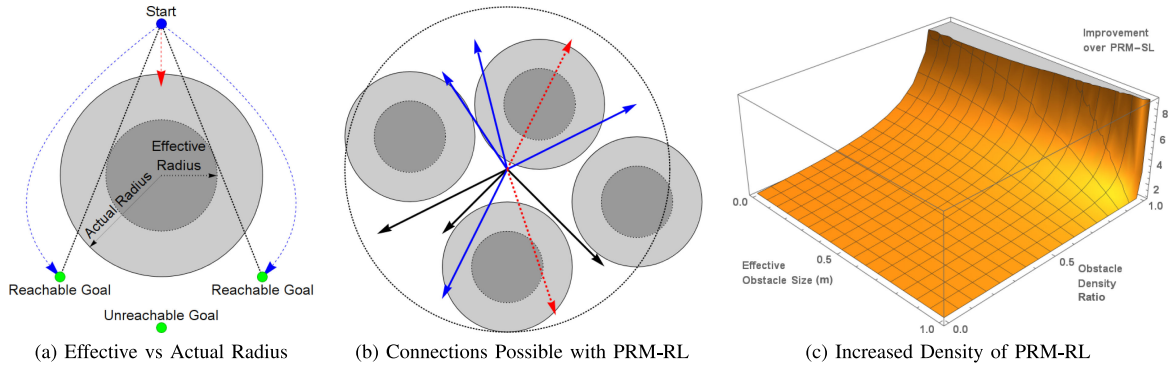 Start
Effective
Radius
Actual Radius
Reachable Goal
Reachable Goal
Unreachable Goal
(a) Effective vs Actual Radius
(b) Connections Possible with PRM-RL
Improvement
over PRM-SL
8
6
4
2
1.0
0.0
0.5
Effective
Obstacle Size (m)
0.5
Obstacle
Density
Ratio
1.0
0.0
(c) Increased Density of PRM-RL